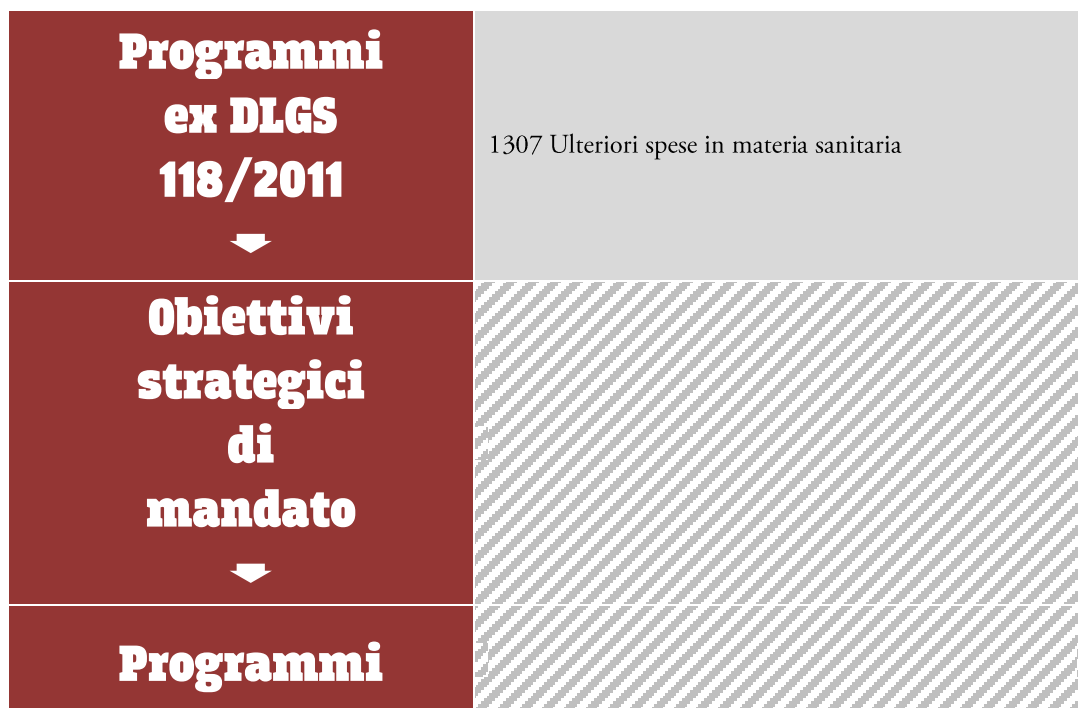 Programmi
ex DLGS
118/2011
1307 Ulteriori spese in materia sanitaria
Obiettivi
strategici
di
mandato
Programmi